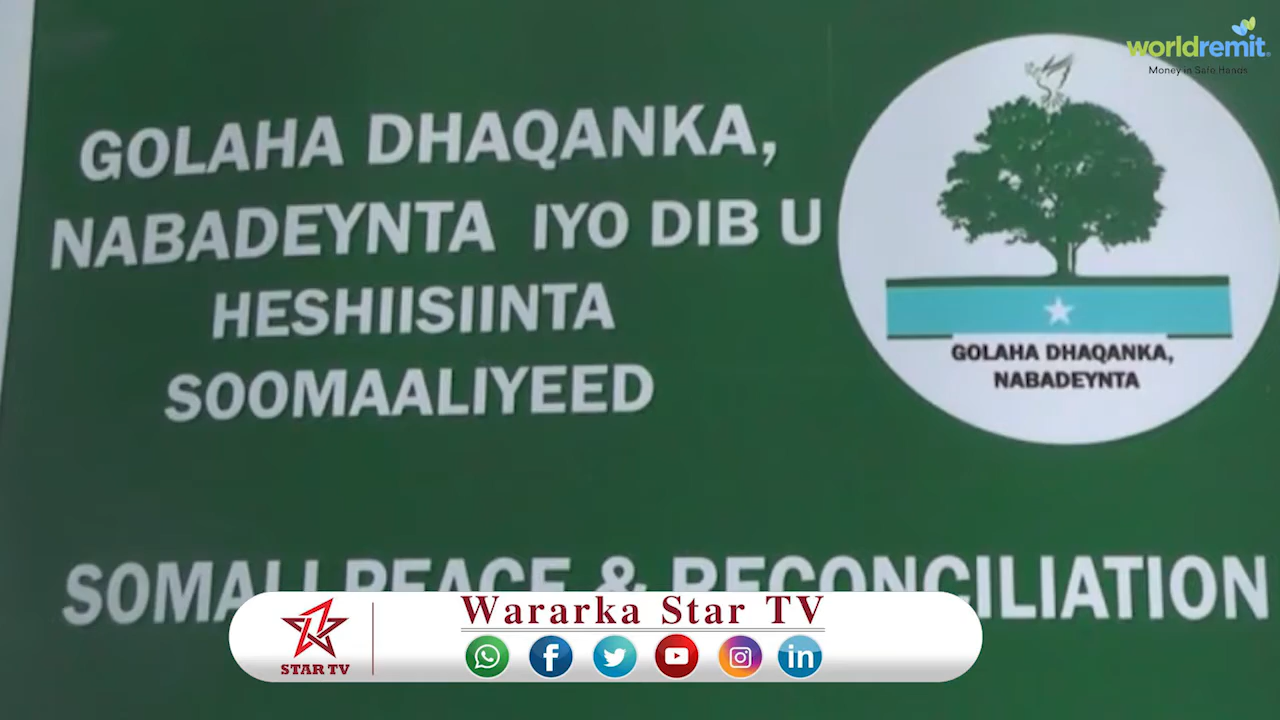 worldremit
Money in Safe Hands
GOLAHA DHAQANKA,
NABADEYNTA IYO DIB U
HESHIISIINTA
SOOMAALIYEED
GOLAHA DHAQANKA,
NABADEYNTA
SOMALI PEACE & RECONCILIATION
Wararka Star TV
STAR TV